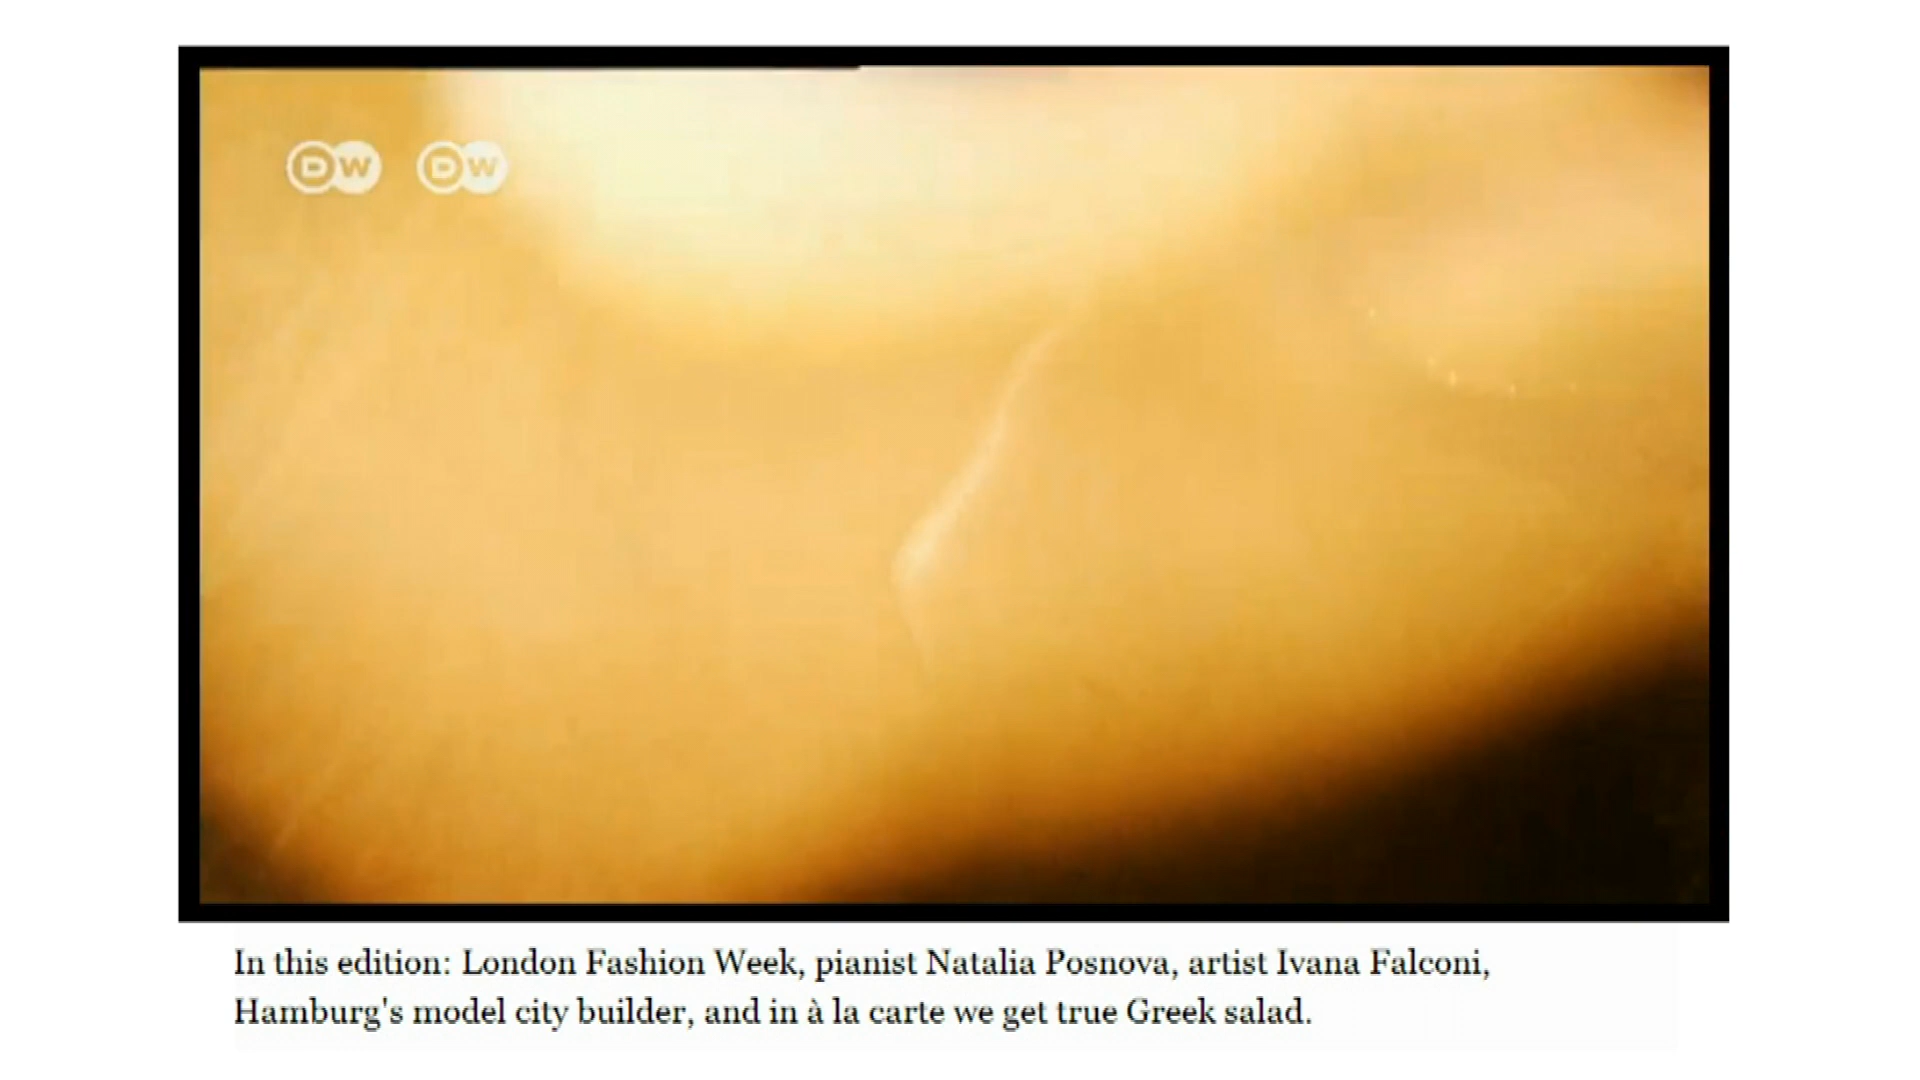 DW DW
In this edition: London Fashion Week, pianist Natalia Posnova, artist Ivana Falconi,
Hamburg's model city builder, and in à la carte we get true Greek salad.